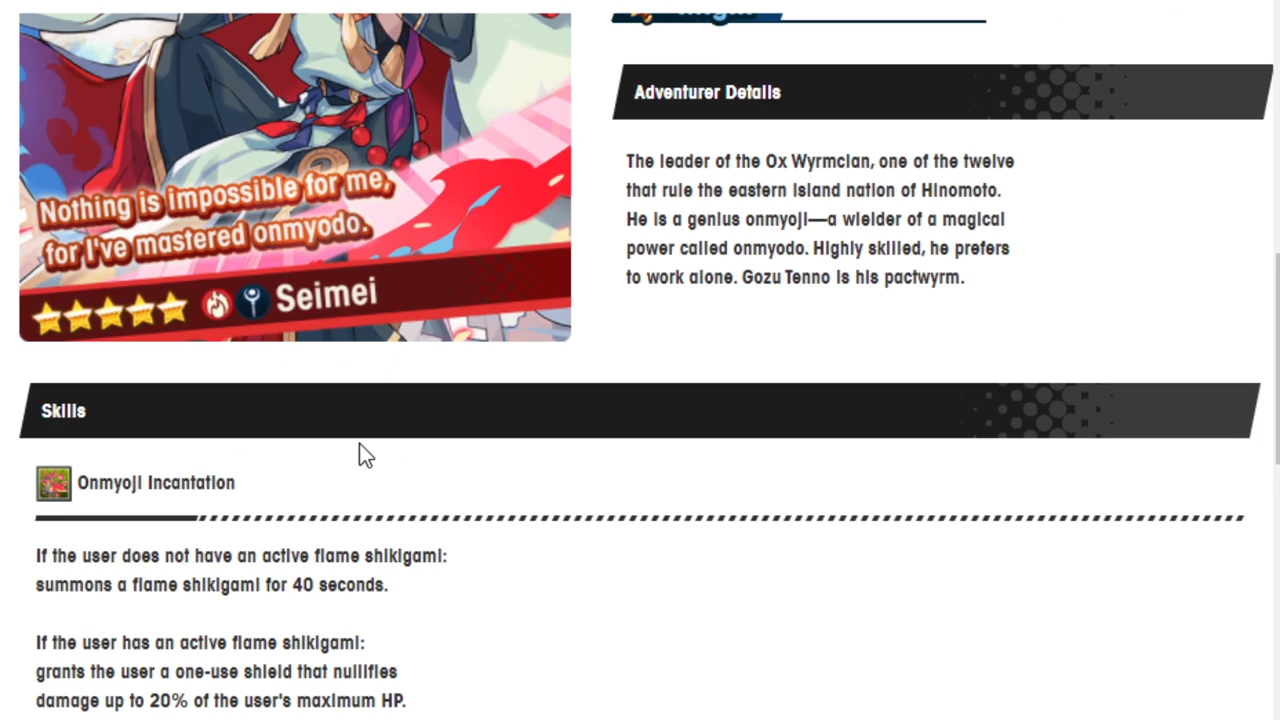 Adventurer Details
The leader of the Ox Wyrmclan, one of the twelve
that rule the eastern island nation of Hinomoto.
He is a genius onmyoji—a wielder of a magical
power called onmyodo. Highly skilled, he prefers
to work alone. Gozu Tenno is his pactwyrm.
Nothing is impossible for me,
for I've mastered onmyodo.
Seimei
Skills
Onmyoji Incantation
If the user does not have an active flame shikigami:
summons a flame shikigami for 40 seconds.
If the user has an active flame shikigami:
grants the user a one-use shield that nullifies
damage up to 20% of the user's maximum HP.